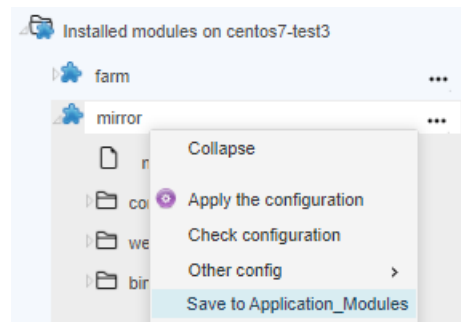 Installed modules on centos7-test3
farm
...
mirror
...
Collapse
Apply the configuration
Check configuration
Other config
Save to Application_Modules